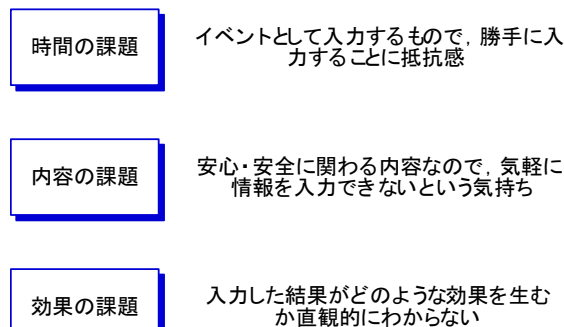 時間の課題
イベントとして入力するもので，勝手に入
力することに抵抗感
内容の課題
安心・安全に関わる内容なので，気軽に
情報を入力できないという気持ち
効果の課題
入力した結果がどのような効果を生む
か直観的にわからない